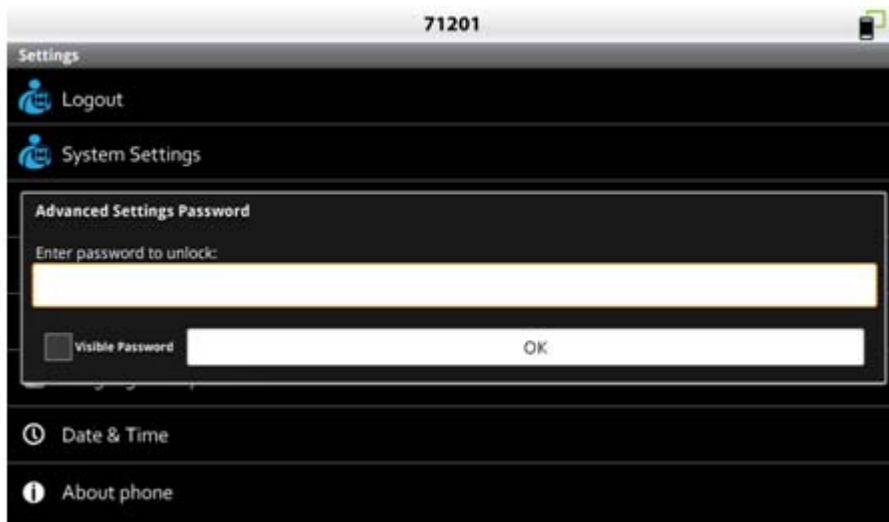 71201
Settings
Logout
System Settings
Advanced Settings Password
Enter password to unlock:
Visible Password
OK
Date & Time
About phone